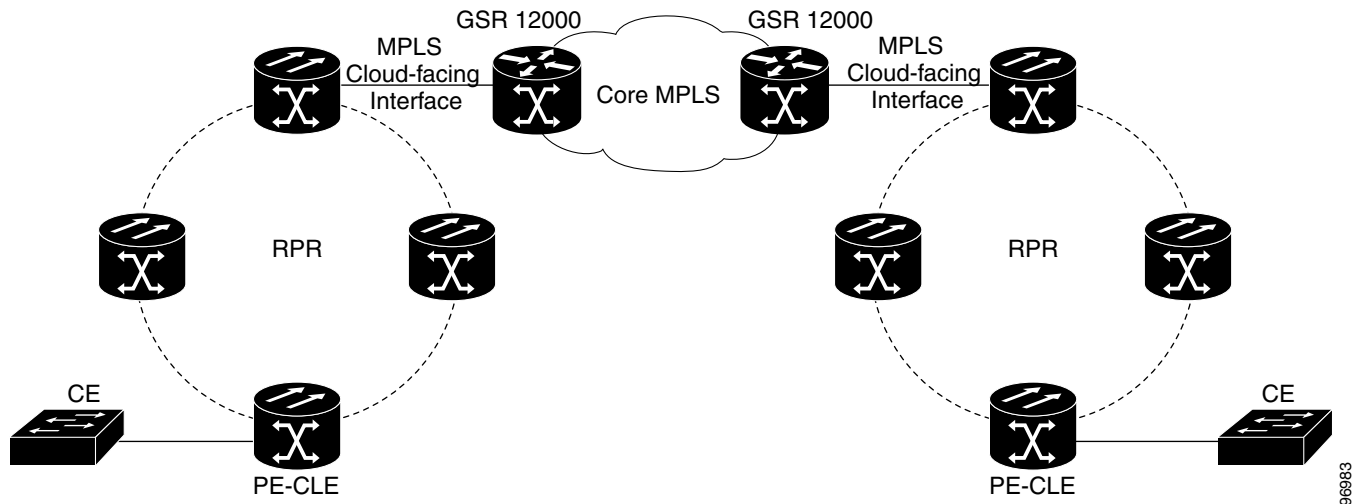 GSR 12000
GSR 12000
MPLS
Cloud-facing
Interface
Core MPLS
MPLS
Cloud-facing
Interface
RPR
RPR
CE
CE
PE-CLE
PE-CLE
96983